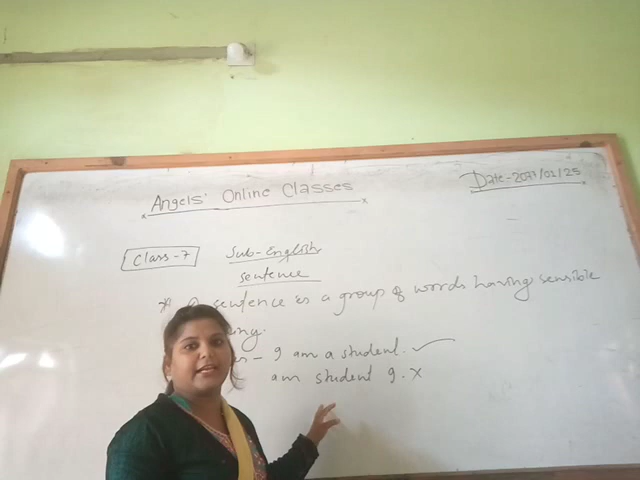 Angels' Online Classes
Date-2077/01/25
Class-7
Sub-English
Sentence
* A sentence is a group of words having sensible
ing.
- I am a student. ✓
am student I. ×